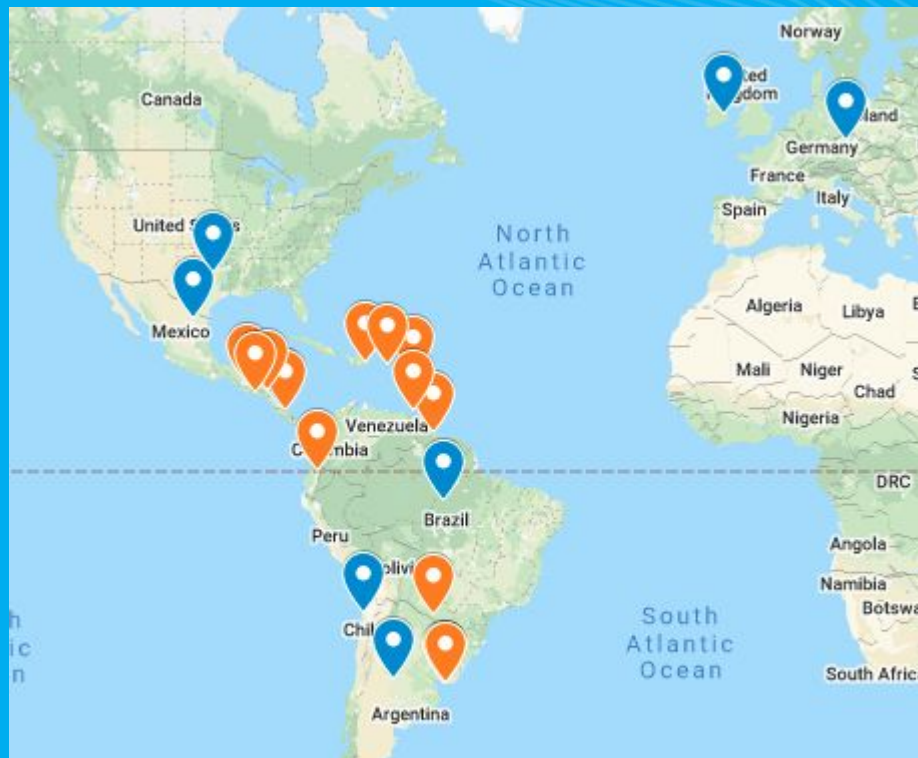 Norway
Canada
Germany
France
Italy
Spain
North
Atlantic
Ocean
Mexico
Algeria
Libya
Mali
Niger
Chad
Nigeria
Venezuela
DRC
Brazil
Peru
Angola
Namibia
South
Atlantic
Ocean
Argentina